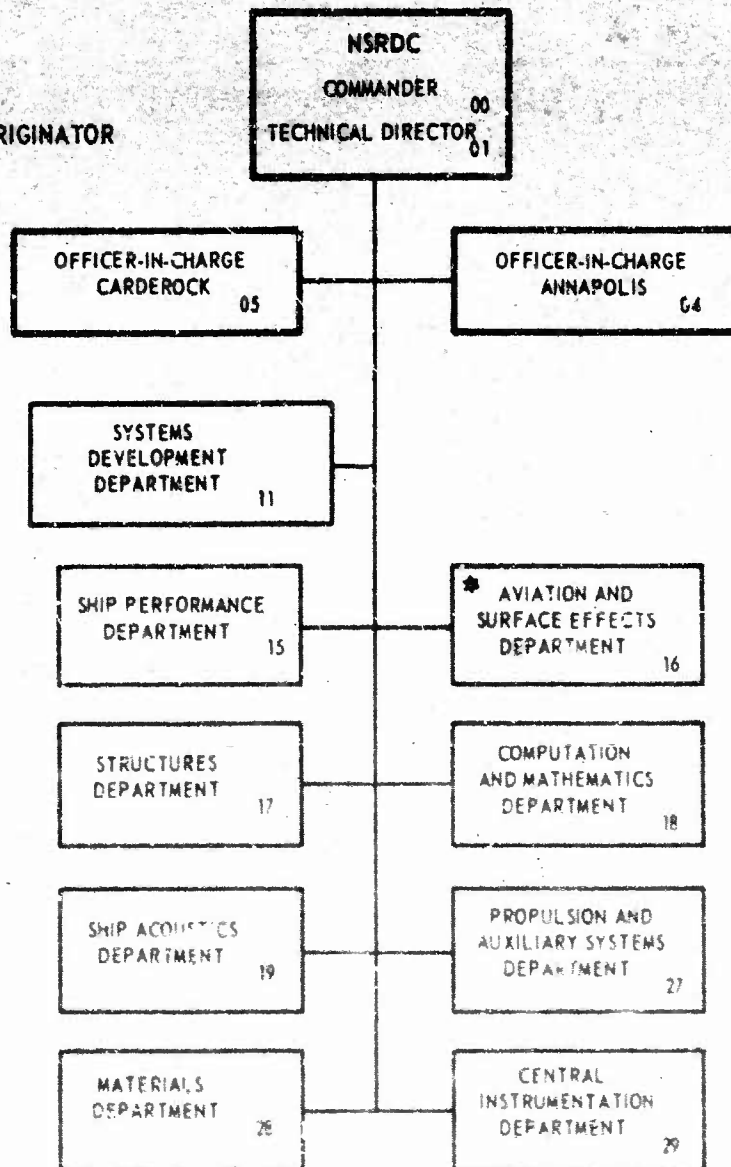 NSRDC
COMMANDER
00
TECHNICAL DIRECTOR
01
RIGINATOR
OFFICER-IN-CHARGE
CARDEROCK
05
OFFICER-IN-CHARGE
ANNAPOLIS
04
SYSTEMS
DEVELOPMENT
DEPARTMENT
11
SHIP PERFORMANCE
DEPARTMENT
15
* AVIATION AND
SURFACE EFFECTS
DEPARTMENT
16
STRUCTURES
DEPARTMENT
17
COMPUTATION
AND MATHEMATICS
DEPARTMENT
18
SHIP ACOUSTICS
DEPARTMENT
19
PROPULSION AND
AUXILIARY SYSTEMS
DEPARTMENT
27
MATERIALS
DEPARTMENT
28
CENTRAL
INSTRUMENTATION
DEPARTMENT
29